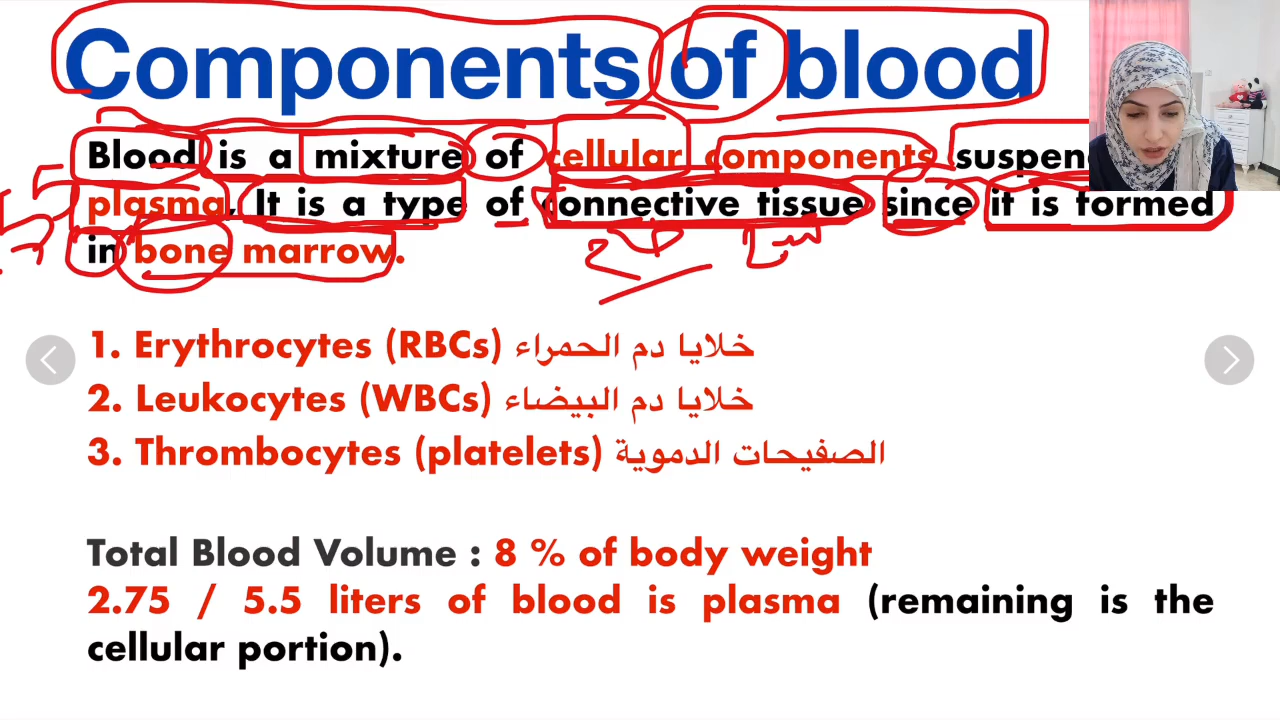 Components of blood
Blood is a mixture of cellular components
plasma. It is a type of connective tissue since it is formed
in bone marrow.
1. Erythrocytes (RBCs) خلايا دم الحمراء
2. Leukocytes (WBCs) خلايا دم البيضاء
3. Thrombocytes (platelets) الصفيحات الدموية
Total Blood Volume : 8 % of body weight
2.75 / 5.5 liters of blood is plasma (remaining is the
cellular portion).